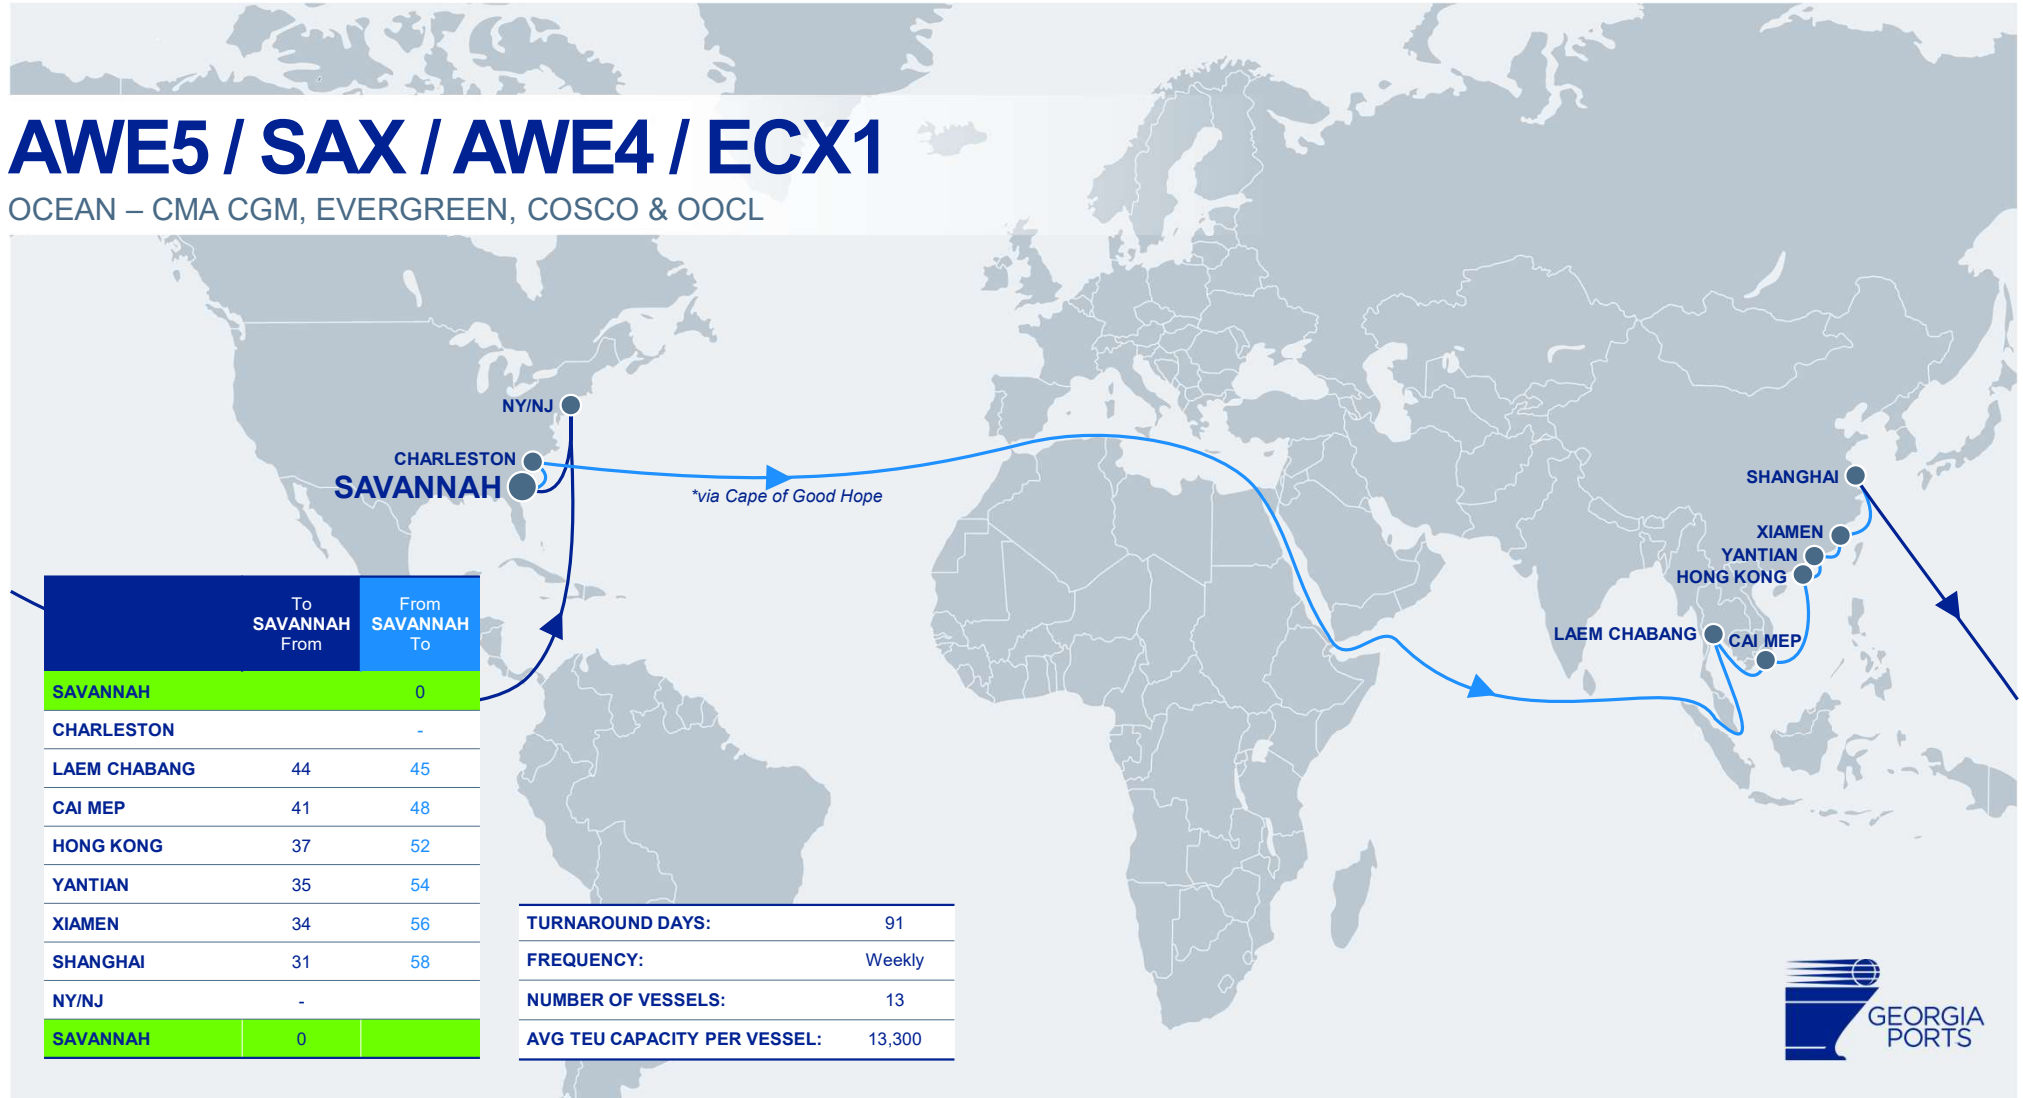 AWE5 / SAX / AWE4 / ECX1
OCEAN – CMA CGM, EVERGREEN, COSCO & OOCL
NY/NJ
CHARLESTON
SAVANNAH
*via Cape of Good Hope
SHANGHAI
XIAMEN
YANTIAN
HONG KONG
LAEM CHABANG
CAI MEP
To SAVANNAH From
From SAVANNAH To
SAVANNAH 0
CHARLESTON -
LAEM CHABANG 44 45
CAI MEP 41 48
HONG KONG 37 52
YANTIAN 35 54
XIAMEN 34 56
SHANGHAI 31 58
NY/NJ -
SAVANNAH 0
TURNAROUND DAYS: 91
FREQUENCY: Weekly
NUMBER OF VESSELS: 13
AVG TEU CAPACITY PER VESSEL: 13,300
GEORGIA
PORTS